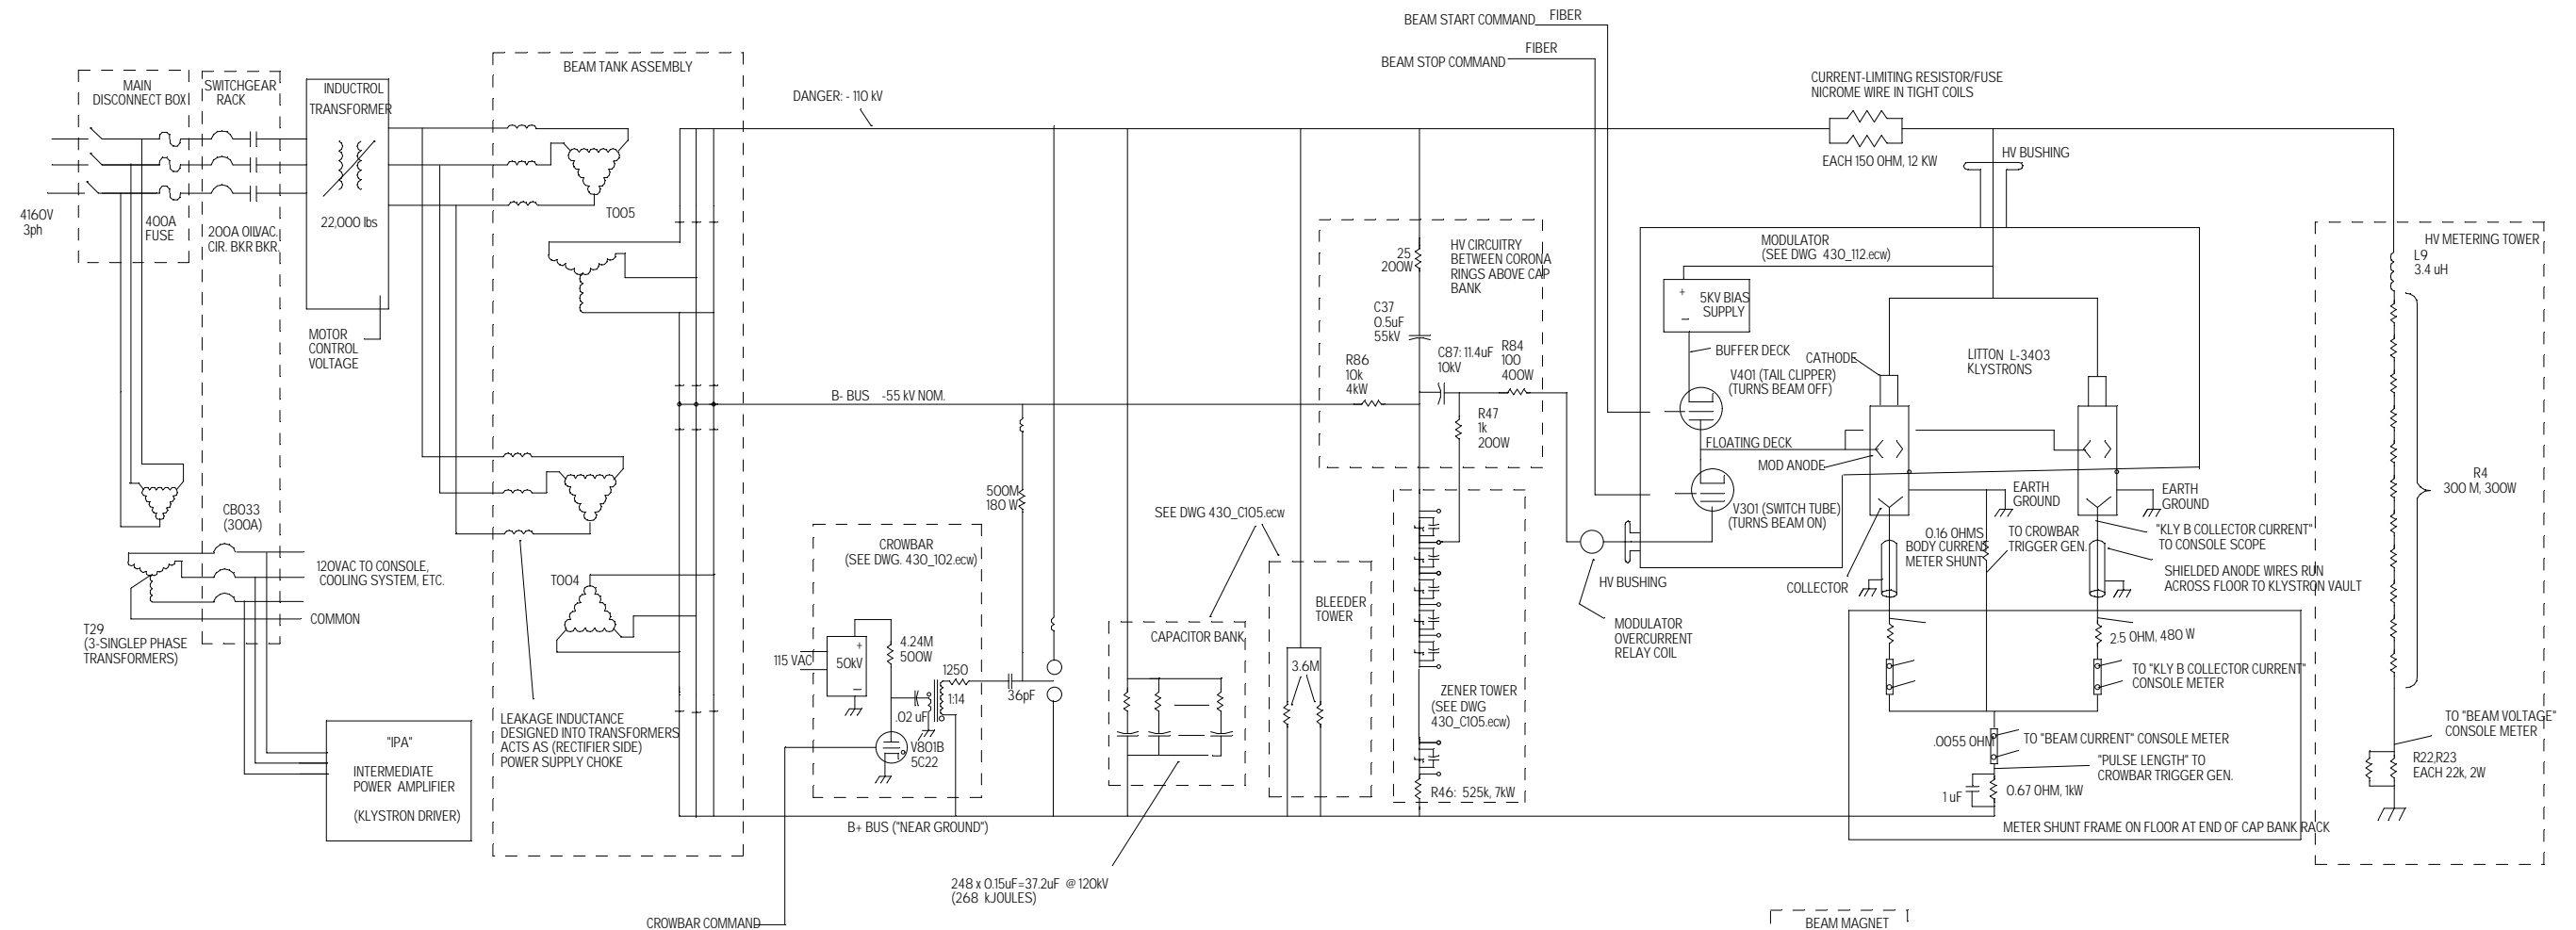 BEAM START COMMAND
FIBER
BEAM STOP COMMAND
FIBER
MAIN
DISCONNECT BOX
SWITCHGEAR
RACK
INDUCTROL
TRANSFORMER
22,000 lbs
4160V
3ph
400A
FUSE
200A OILVAC.
CIR. BKR BKR.
MOTOR
CONTROL
VOLTAGE
BEAM TANK ASSEMBLY
T005
T004
DANGER: - 110 kV
B- BUS -55 kV NOM.
CB033
(300A)
120VAC TO CONSOLE,
COOLING SYSTEM, ETC.
COMMON
T29
(3-SINGLEP PHASE
TRANSFORMERS)
"IPA"
INTERMEDIATE
POWER AMPLIFIER
(KLYSTRON DRIVER)
LEAKAGE INDUCTANCE
DESIGNED INTO TRANSFORMERS
ACTS AS (RECTIFIER SIDE)
POWER SUPPLY CHOKE
CROWBAR
(SEE DWG. 430_102.ecw)
115 VAC
+
50kV
–
4.24M
500W
1250
1:14
.02 uF
V801B
5C22
36pF
500M
180 W
B+ BUS ("NEAR GROUND")
CROWBAR COMMAND
SEE DWG 430_C105.ecw
CAPACITOR BANK
248 x 0.15uF=37.2uF @ 120kV
(268 kJOULES)
BLEEDER
TOWER
3.6M
HV CIRCUITRY
BETWEEN CORONA
RINGS ABOVE CAP
BANK
25
200W
C37
0.5uF
55kV
R86
10k
4kW
C87: 11.4uF
10kV
R84
100
400W
R47
1k
200W
ZENER TOWER
(SEE DWG
430_C105.ecw)
R46: 525k, 7kW
CURRENT-LIMITING RESISTOR/FUSE
NICROME WIRE IN TIGHT COILS
EACH 150 OHM, 12 KW
HV BUSHING
MODULATOR
(SEE DWG 430_112.ecw)
+
5KV BIAS
SUPPLY
–
BUFFER DECK
V401 (TAIL CLIPPER)
(TURNS BEAM OFF)
CATHODE
LITTON L-3403
KLYSTRONS
FLOATING DECK
MOD ANODE
V301 (SWITCH TUBE)
(TURNS BEAM ON)
HV BUSHING
MODULATOR
OVERCURRENT
RELAY COIL
COLLECTOR
EARTH
GROUND
EARTH
GROUND
0.16 OHMS
BODY CURRENT
METER SHUNT
TO CROWBAR
TRIGGER GEN.
"KLY B COLLECTOR CURRENT"
TO CONSOLE SCOPE
SHIELDED ANODE WIRES RUN
ACROSS FLOOR TO KLYSTRON VAULT
2.5 OHM, 480 W
TO "KLY B COLLECTOR CURRENT"
CONSOLE METER
.0055 OHM
TO "BEAM CURRENT" CONSOLE METER
"PULSE LENGTH" TO
CROWBAR TRIGGER GEN.
1 uF
0.67 OHM, 1kW
METER SHUNT FRAME ON FLOOR AT END OF CAP BANK RACK
HV METERING TOWER
L9
3.4 uH
R4
300 M, 300W
TO "BEAM VOLTAGE"
CONSOLE METER
R22,R23
EACH 22k, 2W
BEAM MAGNET